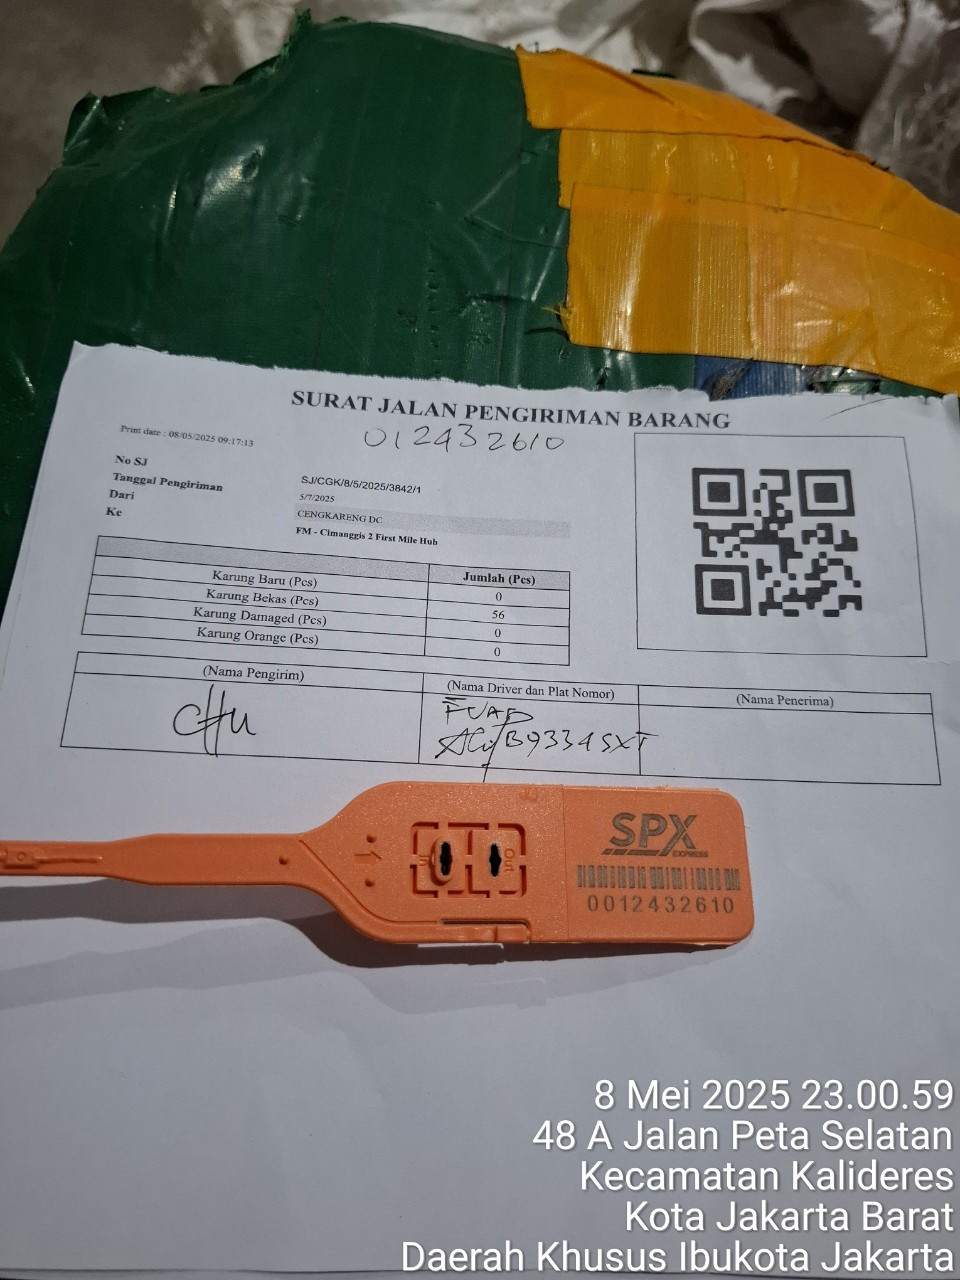 SURAT JALAN PENGIRIMAN BARANG
012432610
Print date : 08/05/2025 09:17:13
No SJ SJ/CGK/8/5/2025/3842/1
Tanggal Pengiriman 5/7/2025
Dari CENGKARENG DC
Ke FM - Cimanggis 2 First Mile Hub
Jumlah (Pcs)
Karung Baru (Pcs) 0
Karung Bekas (Pcs) 56
Karung Damaged (Pcs) 0
Karung Orange (Pcs) 0
(Nama Pengirim) (Nama Driver dan Plat Nomor) (Nama Penerima)
FUAD
B9334SXT
In Out
SPX
EXPRESS
0012432610
8 Mei 2025 23.00.59
48 A Jalan Peta Selatan
Kecamatan Kalideres
Kota Jakarta Barat
Daerah Khusus Ibukota Jakarta